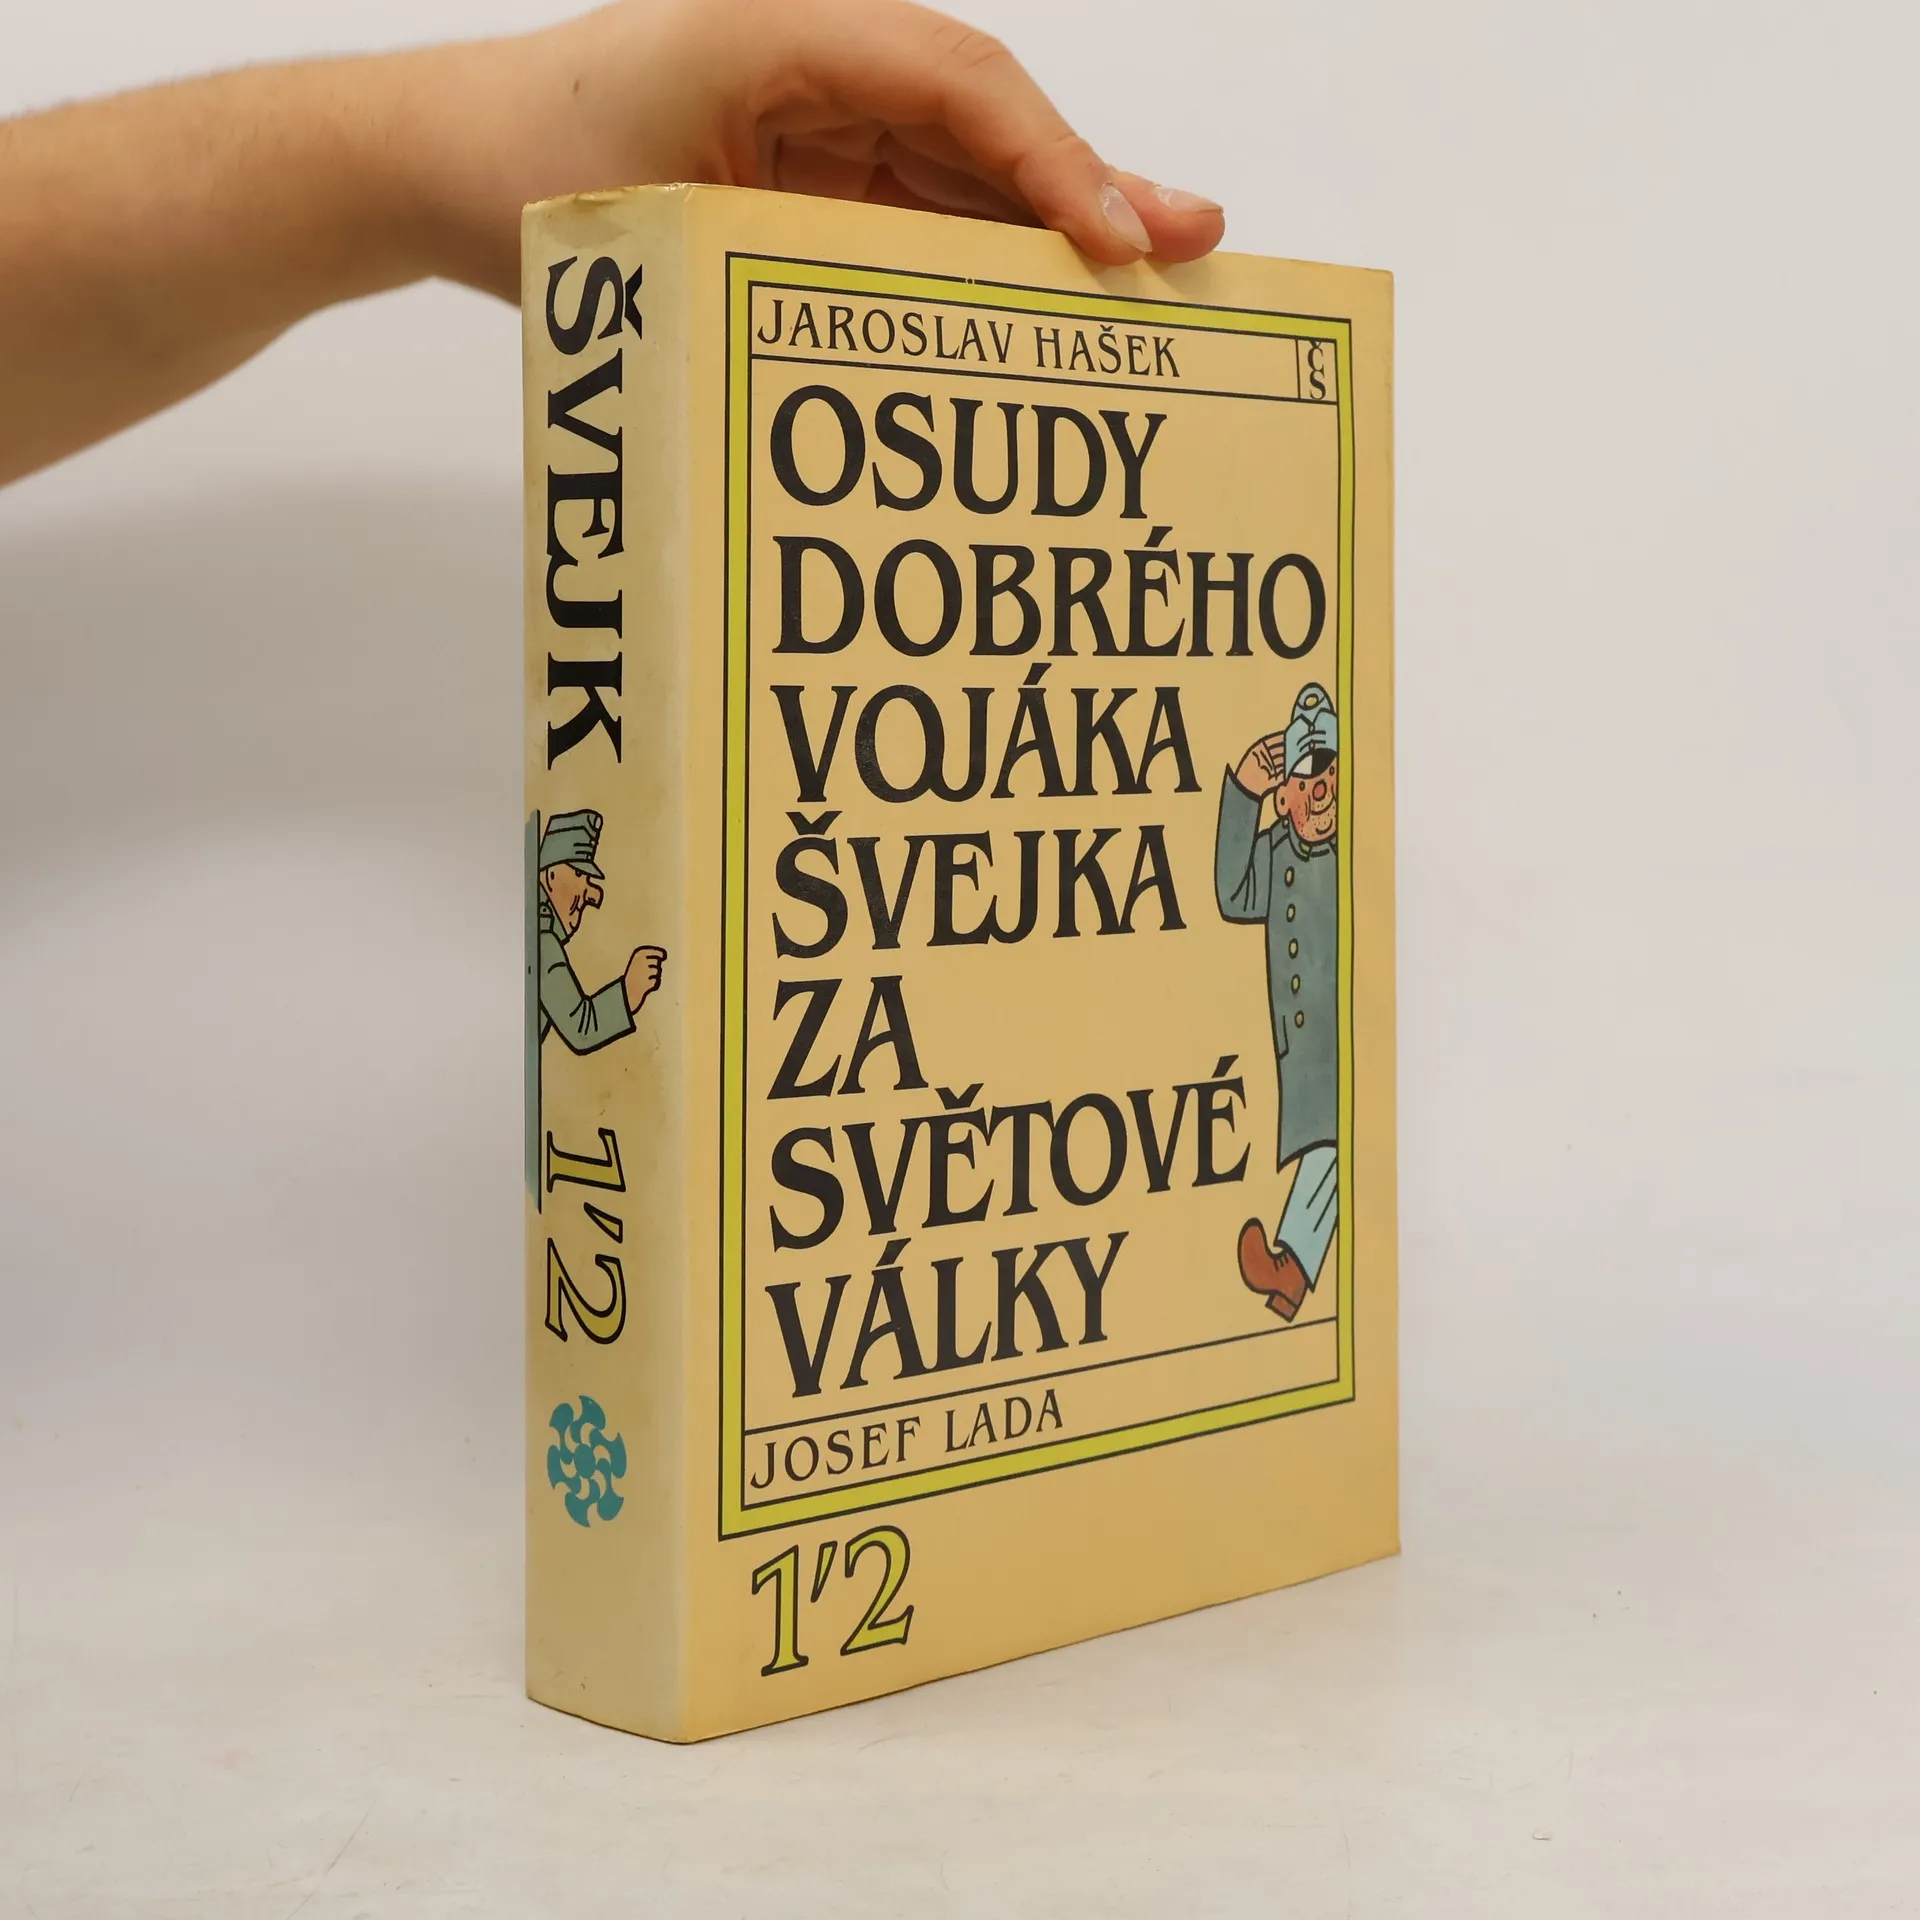 ŠVEJK 1'2
JAROSLAV HAŠEK
ČS
OSUDY
DOBRÉHO
VOJÁKA
ŠVEJKA
ZA
SVĚTOVÉ
VÁLKY
JOSEF LADA
1'2